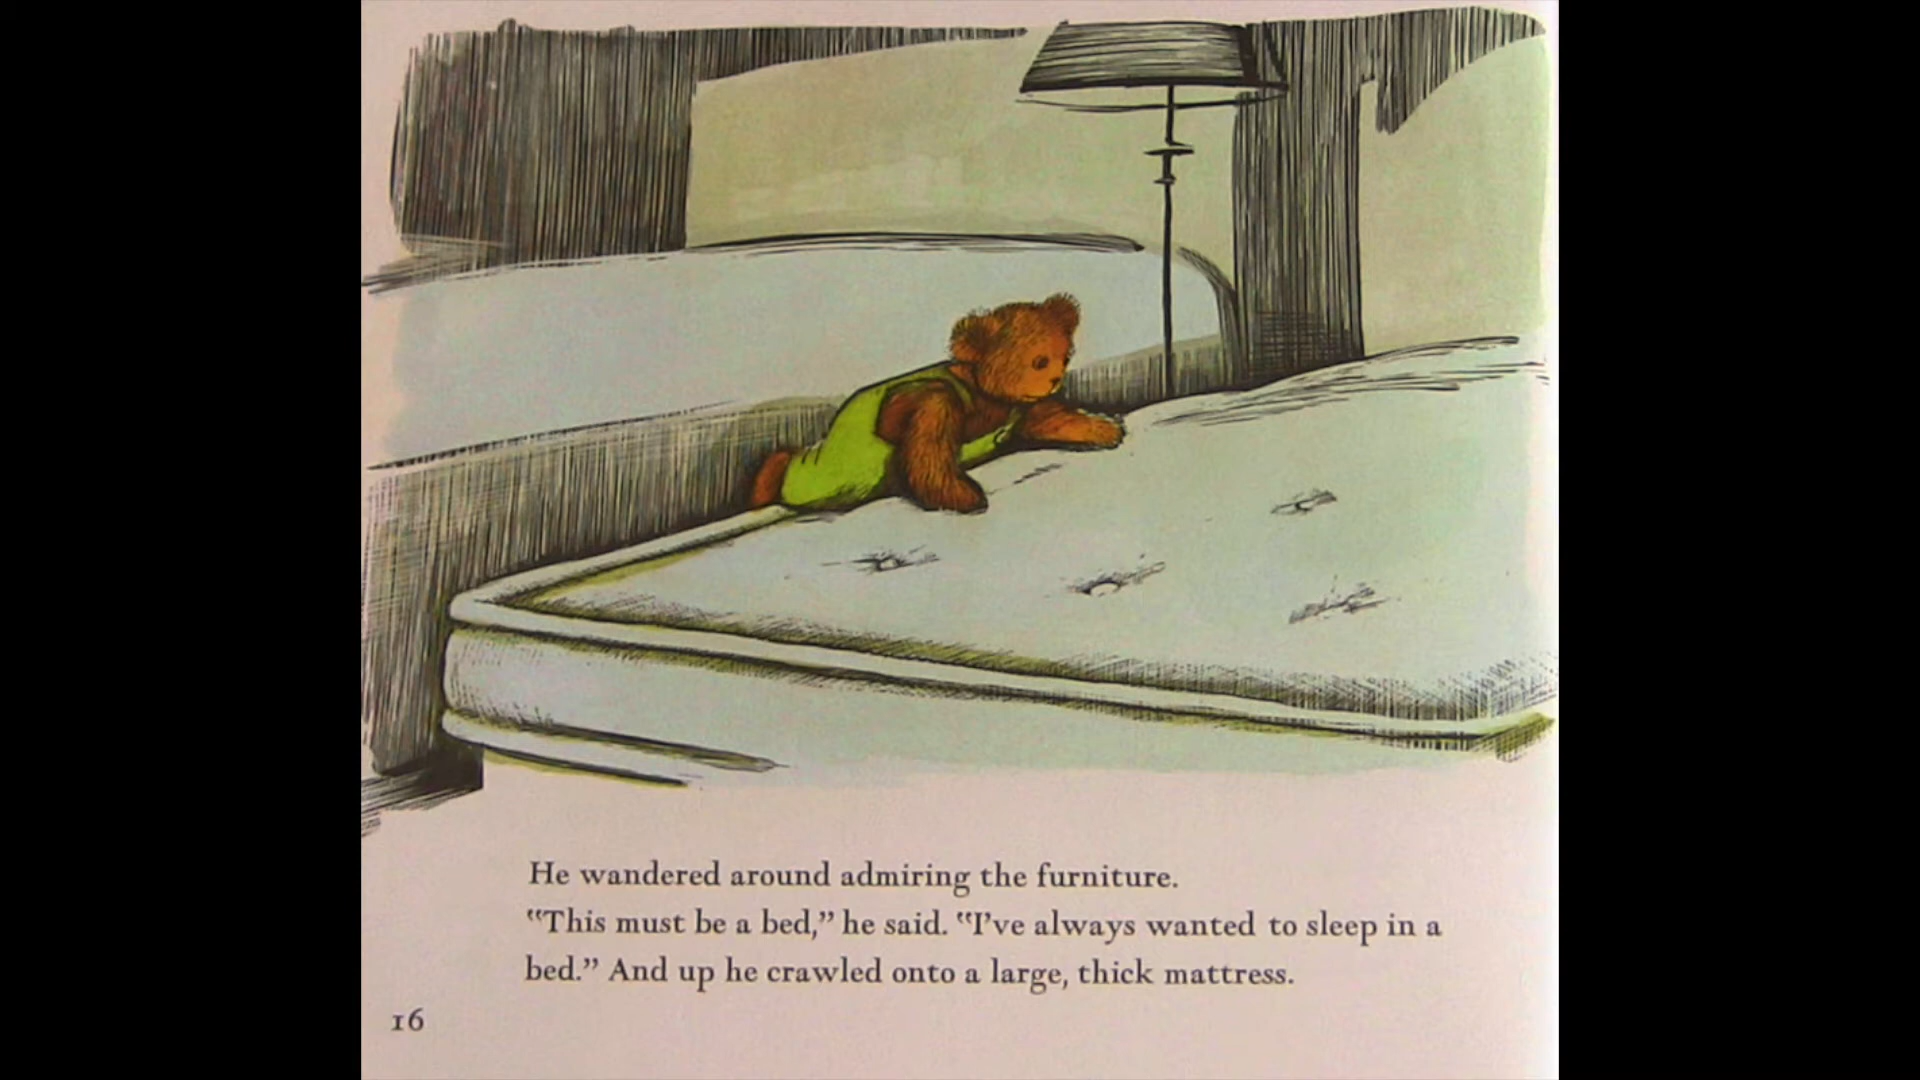 He wandered around admiring the furniture.
“This must be a bed,” he said. “I’ve always wanted to sleep in a
bed.” And up he crawled onto a large, thick mattress.
16